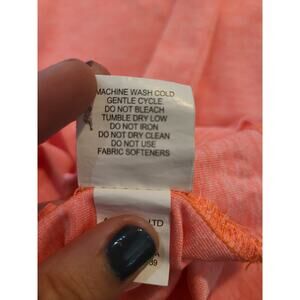 MACHINE WASH COLD
GENTLE CYCLE
DO NOT BLEACH
TUMBLE DRY LOW
DO NOT IRON
DO NOT DRY CLEAN
DO NOT USE
FABRIC SOFTENERS
LTD